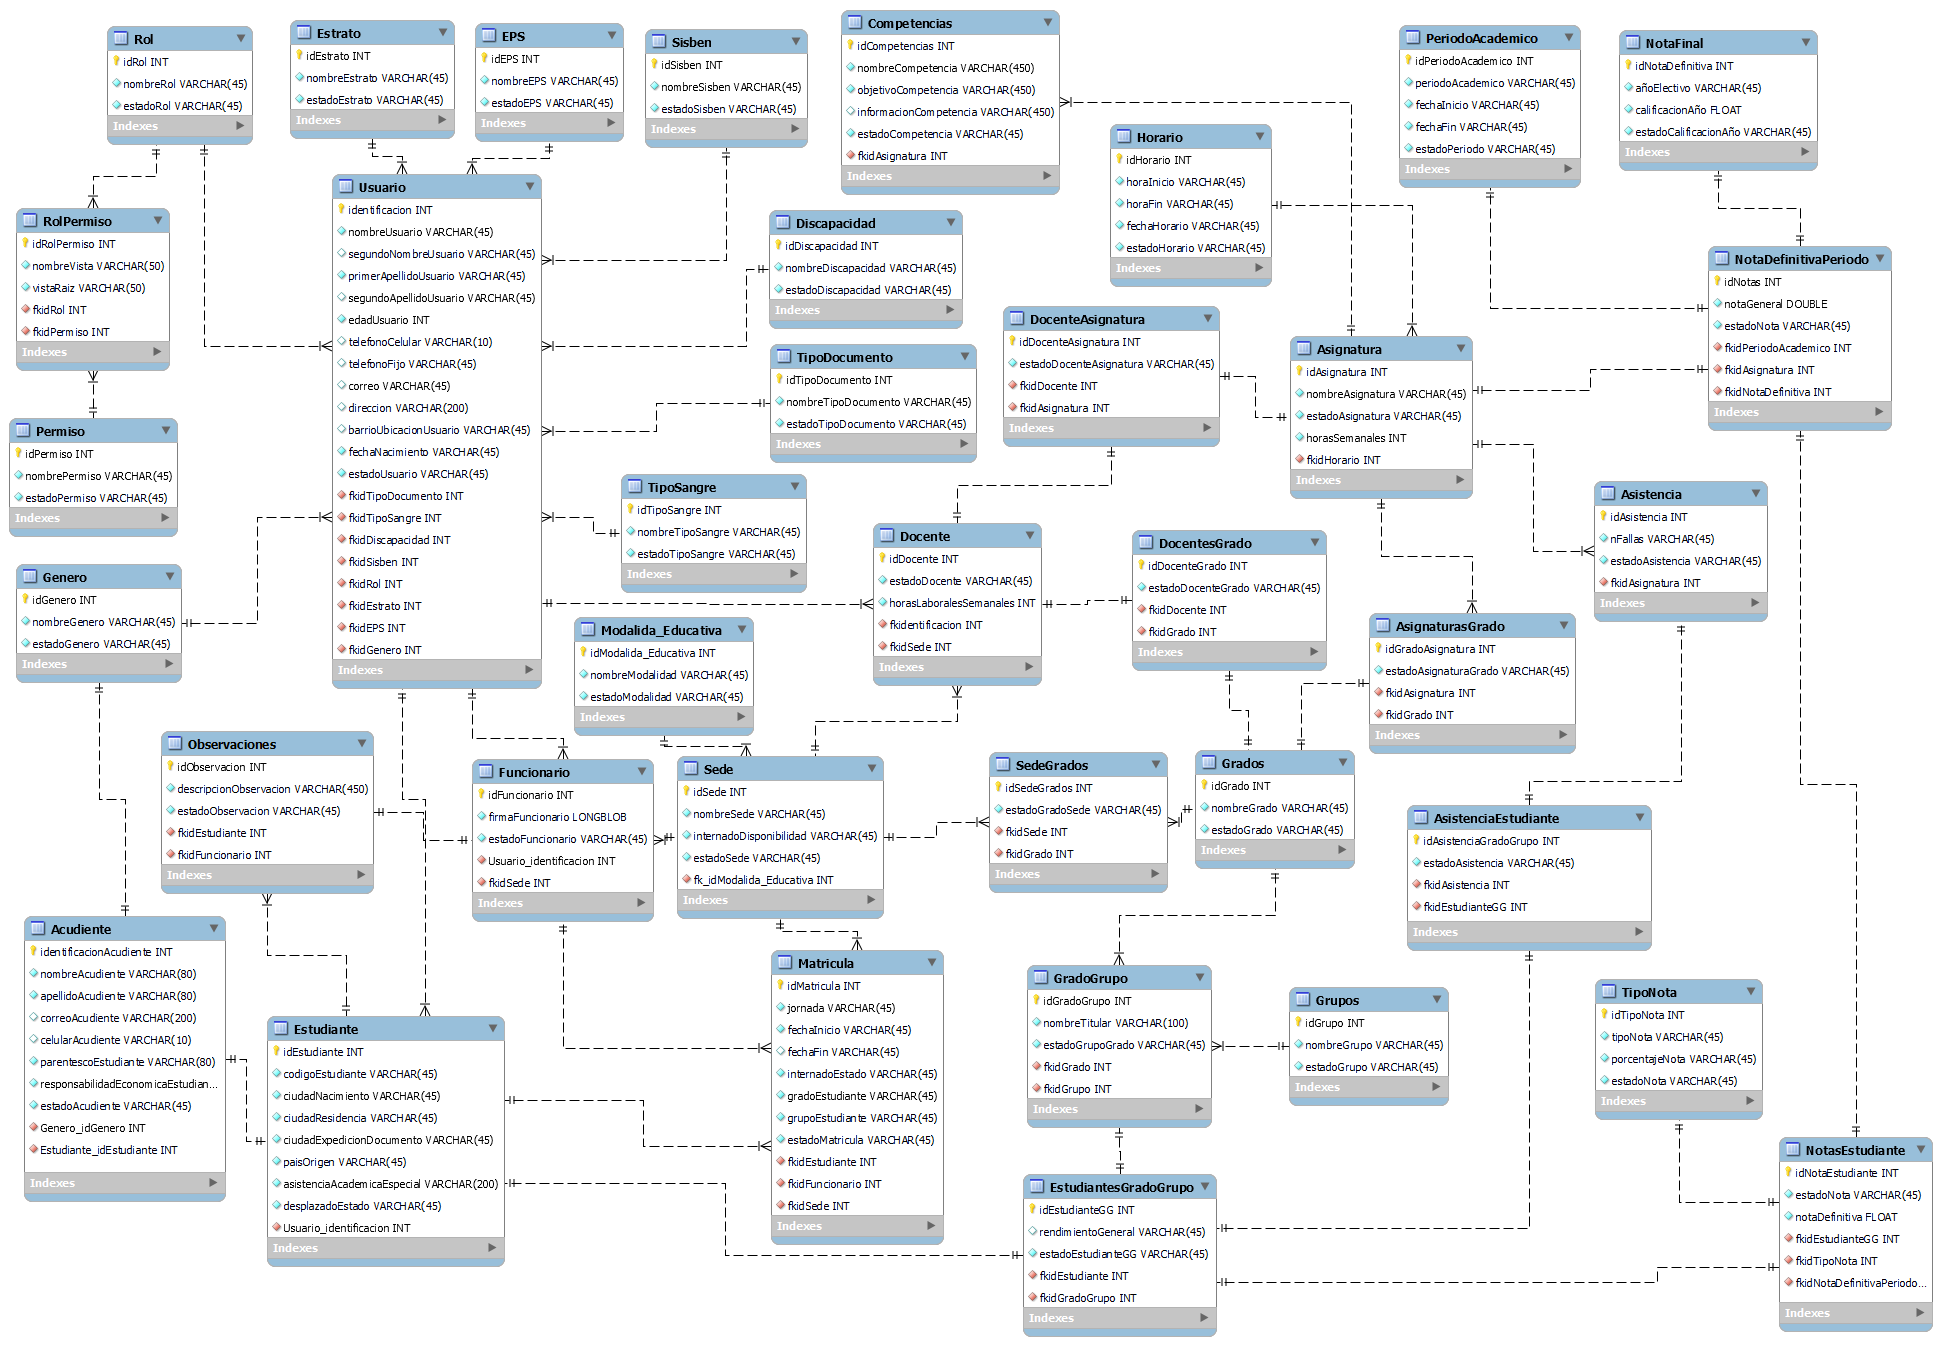 Rol
idRol INT
nombreRol VARCHAR(45)
estadoRol VARCHAR(45)
Indexes
Estrato
idEstrato INT
nombreEstrato VARCHAR(45)
estadoEstrato VARCHAR(45)
Indexes
EPS
idEPS INT
nombreEPS VARCHAR(45)
estadoEPS VARCHAR(45)
Indexes
Sisben
idSisben INT
nombreSisben VARCHAR(45)
estadoSisben VARCHAR(45)
Indexes
Competencias
idCompetencias INT
nombreCompetencia VARCHAR(450)
objetivoCompetencia VARCHAR(450)
informacionCompetencia VARCHAR(450)
estadoCompetencia VARCHAR(45)
fkidAsignatura INT
Indexes
Horario
idHorario INT
horaInicio VARCHAR(45)
horaFin VARCHAR(45)
fechaHorario VARCHAR(45)
estadoHorario VARCHAR(45)
Indexes
PeriodoAcademico
idPeriodoAcademico INT
periodoAcademico VARCHAR(45)
fechaInicio VARCHAR(45)
fechaFin VARCHAR(45)
estadoPeriodo VARCHAR(45)
Indexes
NotaFinal
idNotaDefinitiva INT
añoElectivo VARCHAR(45)
calificacionAño FLOAT
estadoCalificacionAño VARCHAR(45)
Indexes
RolPermiso
idRolPermiso INT
nombreVista VARCHAR(50)
vistaRaiz VARCHAR(50)
fkidRol INT
fkidPermiso INT
Indexes
Usuario
identificacion INT
nombreUsuario VARCHAR(45)
segundoNombreUsuario VARCHAR(45)
primerApellidoUsuario VARCHAR(45)
segundoApellidoUsuario VARCHAR(45)
edadUsuario INT
telefonoCelular VARCHAR(10)
telefonoFijo VARCHAR(45)
correo VARCHAR(45)
direccion VARCHAR(200)
barrioUbicacionUsuario VARCHAR(45)
fechaNacimiento VARCHAR(45)
estadoUsuario VARCHAR(45)
fkidTipoDocumento INT
fkidTipoSangre INT
fkidDiscapacidad INT
fkidSisben INT
fkidRol INT
fkidEstrato INT
fkidEPS INT
fkidGenero INT
Indexes
Discapacidad
idDiscapacidad INT
nombreDiscapacidad VARCHAR(45)
estadoDiscapacidad VARCHAR(45)
Indexes
TipoDocumento
idTipoDocumento INT
nombreTipoDocumento VARCHAR(45)
estadoTipoDocumento VARCHAR(45)
Indexes
DocenteAsignatura
idDocenteAsignatura INT
estadoDocenteAsignatura VARCHAR(45)
fkidDocente INT
fkidAsignatura INT
Indexes
Asignatura
idAsignatura INT
nombreAsignatura VARCHAR(45)
estadoAsignatura VARCHAR(45)
horasSemanales INT
fkidHorario INT
Indexes
NotaDefinitivaPeriodo
idNotas INT
notaGeneral DOUBLE
estadoNota VARCHAR(45)
fkidPeriodoAcademico INT
fkidAsignatura INT
fkidNotaDefinitiva INT
Indexes
Permiso
idPermiso INT
nombrePermiso VARCHAR(45)
estadoPermiso VARCHAR(45)
Indexes
TipoSangre
idTipoSangre INT
nombreTipoSangre VARCHAR(45)
estadoTipoSangre VARCHAR(45)
Indexes
Docente
idDocente INT
estadoDocente VARCHAR(45)
horasLaboralesSemanales INT
fkidentificacion INT
fkidSede INT
Indexes
DocentesGrado
idDocenteGrado INT
estadoDocenteGrado VARCHAR(45)
fkidDocente INT
fkidGrado INT
Indexes
Asistencia
idAsistencia INT
nFallas VARCHAR(45)
estadoAsistencia VARCHAR(45)
fkidAsignatura INT
Indexes
Genero
idGenero INT
nombreGenero VARCHAR(45)
estadoGenero VARCHAR(45)
Indexes
Modalida_Educativa
idModalida_Educativa INT
nombreModalidad VARCHAR(45)
estadoModalidad VARCHAR(45)
Indexes
AsignaturasGrado
idGradoAsignatura INT
estadoAsignaturaGrado VARCHAR(45)
fkidAsignatura INT
fkidGrado INT
Indexes
Observaciones
idObservacion INT
descripcionObservacion VARCHAR(450)
estadoObservacion VARCHAR(45)
fkidEstudiante INT
fkidFuncionario INT
Indexes
Funcionario
idFuncionario INT
firmaFuncionario LONGBLOB
estadoFuncionario VARCHAR(45)
Usuario_identificacion INT
fkidSede INT
Indexes
Sede
idSede INT
nombreSede VARCHAR(45)
internadoDisponibilidad VARCHAR(45)
estadoSede VARCHAR(45)
fk_idModalida_Educativa INT
Indexes
SedeGrados
idSedeGrados INT
estadoGradoSede VARCHAR(45)
fkidSede INT
fkidGrado INT
Indexes
Grados
idGrado INT
nombreGrado VARCHAR(45)
estadoGrado VARCHAR(45)
Indexes
AsistenciaEstudiante
idAsistenciaGradoGrupo INT
estadoAsistencia VARCHAR(45)
fkidAsistencia INT
fkidEstudianteGG INT
Indexes
Acudiente
identificacionAcudiente INT
nombreAcudiente VARCHAR(80)
apellidoAcudiente VARCHAR(80)
correoAcudiente VARCHAR(200)
celularAcudiente VARCHAR(10)
parentescoEstudiante VARCHAR(80)
responsabilidadEconomicaEstudian...
estadoAcudiente VARCHAR(45)
Genero_idGenero INT
Estudiante_idEstudiante INT
Indexes
Estudiante
idEstudiante INT
codigoEstudiante VARCHAR(45)
ciudadNacimiento VARCHAR(45)
ciudadResidencia VARCHAR(45)
ciudadExpedicionDocumento VARCHAR(45)
paisOrigen VARCHAR(45)
asistenciaAcademicaEspecial VARCHAR(200)
desplazadoEstado VARCHAR(45)
Usuario_identificacion INT
Indexes
Matricula
idMatricula INT
jornada VARCHAR(45)
fechaInicio VARCHAR(45)
fechaFin VARCHAR(45)
internadoEstado VARCHAR(45)
gradoEstudiante VARCHAR(45)
grupoEstudiante VARCHAR(45)
estadoMatricula VARCHAR(45)
fkidEstudiante INT
fkidFuncionario INT
fkidSede INT
Indexes
GradoGrupo
idGradoGrupo INT
nombreTitular VARCHAR(100)
estadoGrupoGrado VARCHAR(45)
fkidGrado INT
fkidGrupo INT
Indexes
Grupos
idGrupo INT
nombreGrupo VARCHAR(45)
estadoGrupo VARCHAR(45)
Indexes
TipoNota
idTipoNota INT
tipoNota VARCHAR(45)
porcentajeNota VARCHAR(45)
estadoNota VARCHAR(45)
Indexes
EstudiantesGradoGrupo
idEstudianteGG INT
rendimientoGeneral VARCHAR(45)
estadoEstudianteGG VARCHAR(45)
fkidEstudiante INT
fkidGradoGrupo INT
Indexes
NotasEstudiante
idNotaEstudiante INT
estadoNota VARCHAR(45)
notaDefinitiva FLOAT
fkidEstudianteGG INT
fkidTipoNota INT
fkidNotaDefinitivaPeriodo...
Indexes